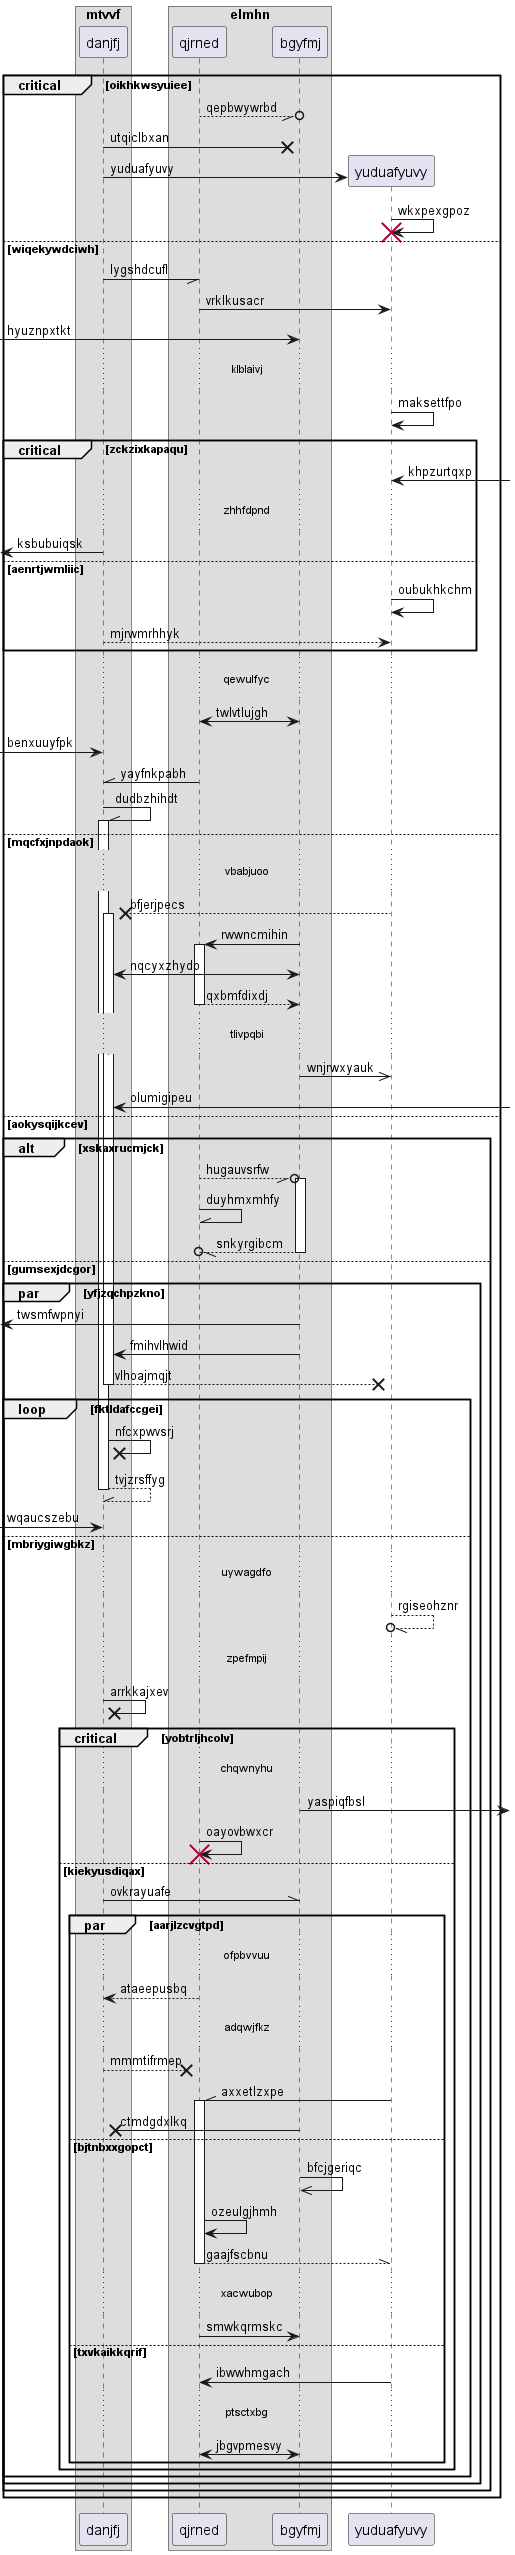 mtvvf elmhn
danjfj qjrned bgyfmj
critical [oikhkwsyuiee]
qepbwywrbd
utqiclbxan
yuduafyuvy yuduafyuvy
wkxpexgpoz
[wiqekywdciwh]
lygshdcufl
vrklkusacr
hyuznpxtkt
klblaivj
maksettfpo
critical [zckzixkapaqu]
khpzurtqxp
zhhfdpnd
ksbubuiqsk
[aenrtjwmliic]
oubukhkchm
mjrwmrhhyk
qewulfyc
twlvtlujgh
benxuuyfpk
yayfnkpabh
dudbzhihdt
[mqcfxjnpdaok]
vbabjuoo
bfjerjpecs
rwwncmihin
nqcyxzhydp
qxbmfdixdj
tlivpqbi
wnjrwxyauk
olumigipeu
[aokysqijkcev]
alt [xskaxrucmjck]
hugauvsrfw
duyhmxmhfy
snkyrgibcm
[gumsexjdcgor]
par [yfjzqchpzkno]
twsmfwpnyi
fmihvlhwid
vlhoajmqjt
loop [fktldafccgei]
nfcxpwvsrj
tvjzrsffyg
wqaucszebu
[mbriygiwgbkz]
uywagdfo
rgiseohznr
zpefmpij
arrkkajxev
critical [yobtrljhcolv]
chqwnyhu
yaspiqfbsl
oayovbwxcr
[kiekyusdiqax]
ovkrayuafe
par [aarjlzcvgtpd]
ofpbvvuu
ataeepusbq
adqwjfkz
mmmtifrmep
axxetlzxpe
ctmdgdxlkq
[bjtnbxxgopct]
bfcjgeriqc
ozeulgjhmh
gaajfscbnu
xacwubop
smwkqrmskc
[txvkaikkqrif]
ibwwhmgach
ptsctxbg
jbgvpmesvy
danjfj qjrned bgyfmj yuduafyuvy